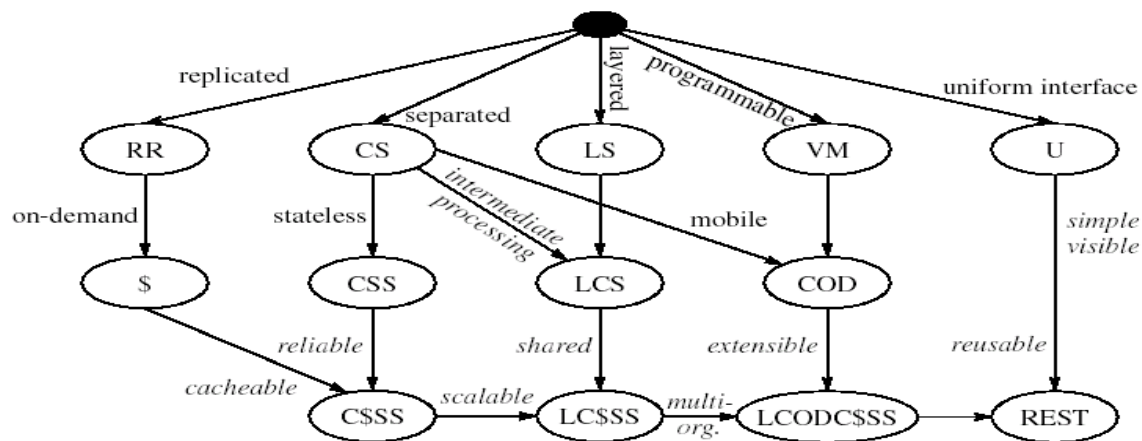 layered
programmable
replicated
uniform interface
separated
RR
CS
LS
VM
U
on-demand
stateless
intermediate
processing
mobile
simple
visible
$
CSS
LCS
COD
reliable
shared
extensible
reusable
cacheable
scalable
multi-
org.
C$SS
LC$SS
LCODC$SS
REST